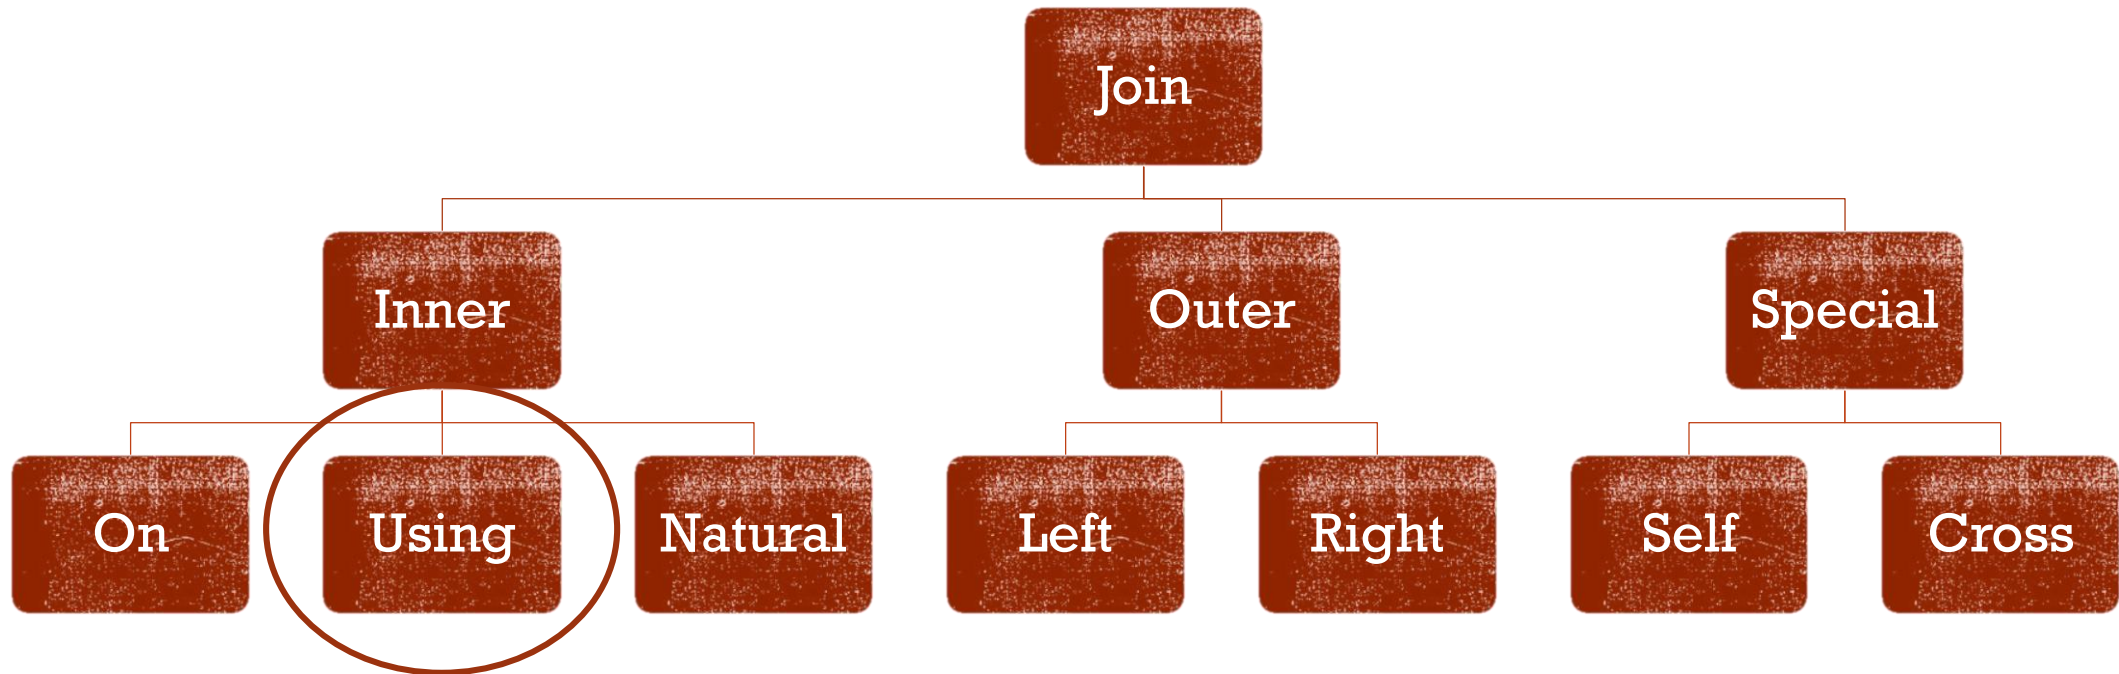 Join
Inner
Outer
Special
On
Using
Natural
Left
Right
Self
Cross